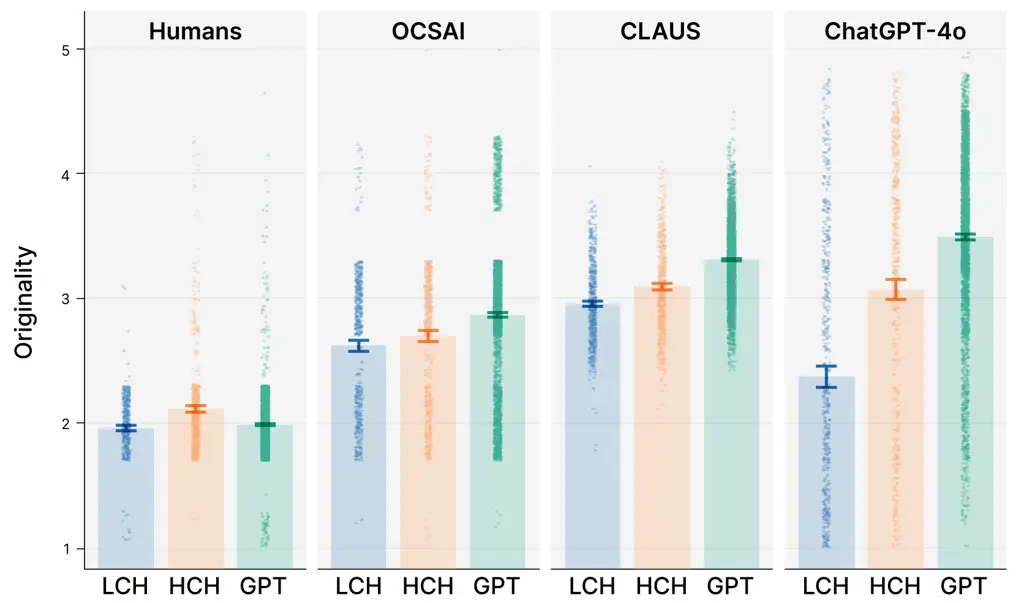 Humans OCSAI CLAUS ChatGPT-4o
Originality
5
4
3
2
1
LCH HCH GPT LCH HCH GPT LCH HCH GPT LCH HCH GPT